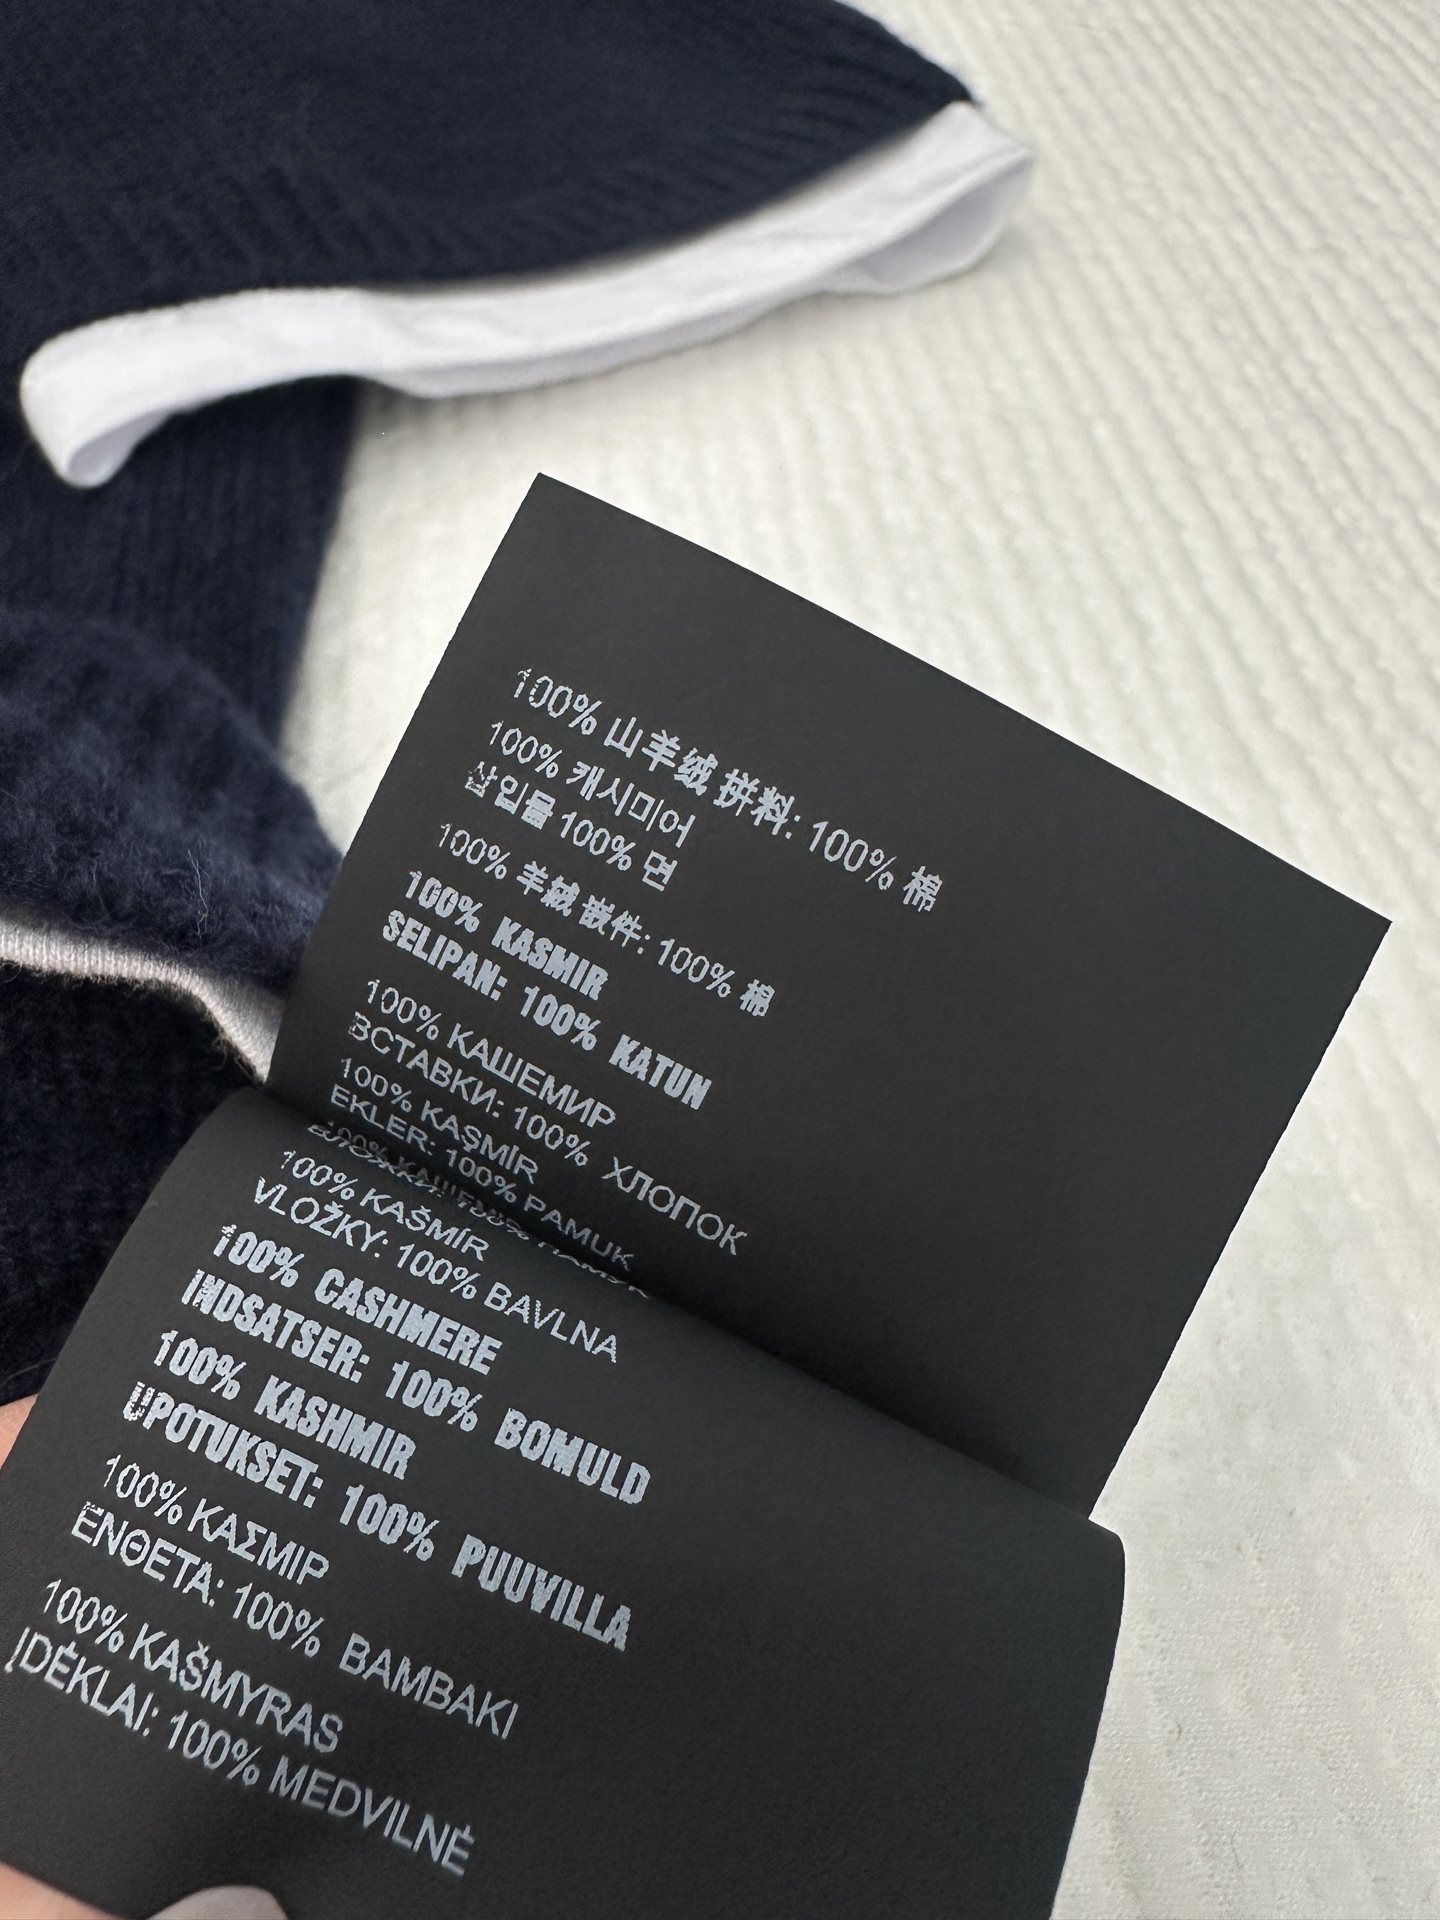 100% 山羊绒 拼料: 100% 棉
100% 캐시미어
삽입물 100% 면
100% 羊絨 嵌件: 100% 棉
100% KASMIR
SELIPAN: 100% KATUN
100% КАШЕМИР
ВСТАВКИ: 100% ХЛОПОК
100% KAŞMİR
EKLER: 100% PAMUK
100% KAŠMÍR
VLOŽKY: 100% BAVLNA
100% CASHMERE
INDSATSER: 100% BOMULD
100% KASHMIR
UPOTUKSET: 100% PUUVILLA
100% ΚΑΣΜΙΡ
ΕΝΘΕΤΑ: 100% ΒΑΜΒΑΚΙ
100% KAŠMYRAS
ĮDĖKLAI: 100% MEDVILNĖ